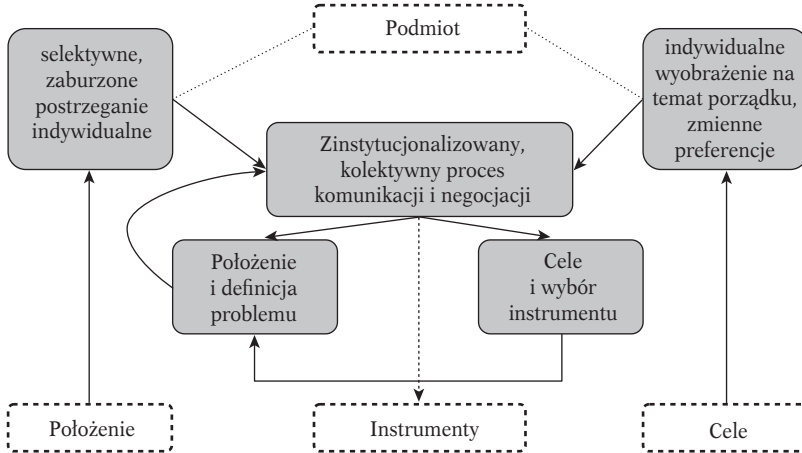 Podmiot
selektywne,
zaburzone
postrzeganie
indywidualne
indywidualne
wyobrażenie na
temat porządku,
zmienne
preferencje
Zinstytucjonalizowany,
kolektywny proces
komunikacji i negocjacji
Położenie
i definicja
problemu
Cele
i wybór
instrumentu
Położenie
Instrumenty
Cele